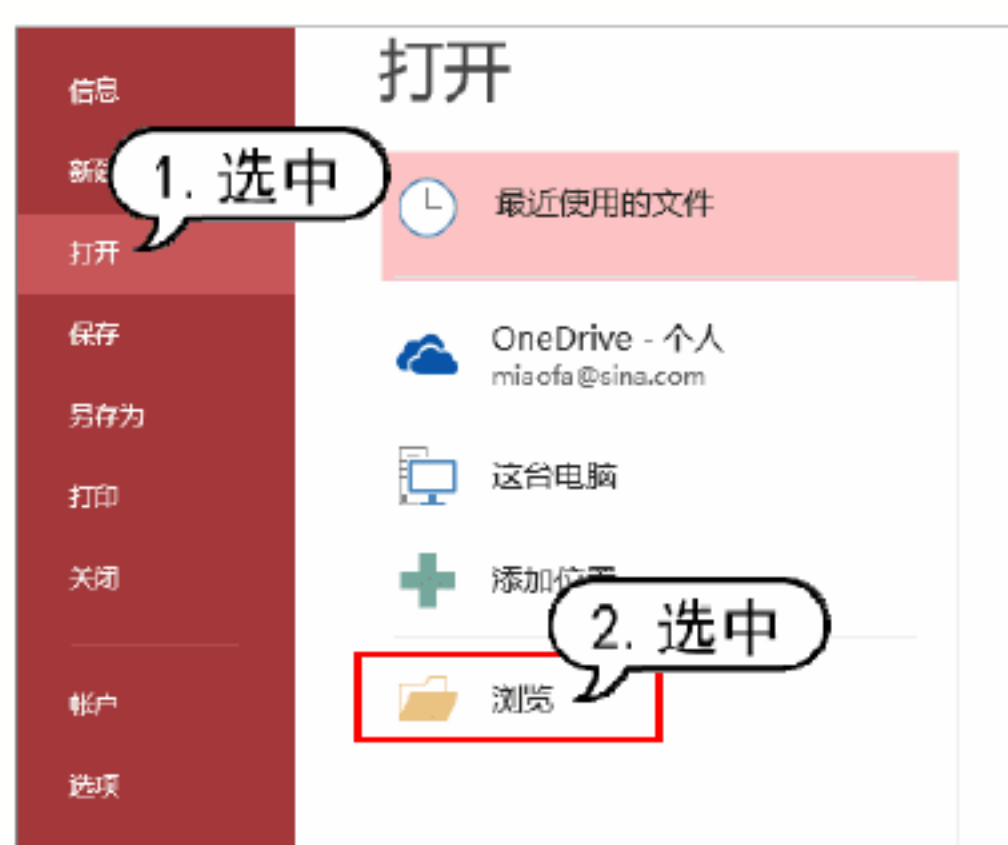 打开
信息
1. 选中
打开
保存
另存为
打印
关闭
帐户
选项
最近使用的文件
OneDrive - 个人
miaofa@sina.com
这台电脑
添加
2. 选中
浏览